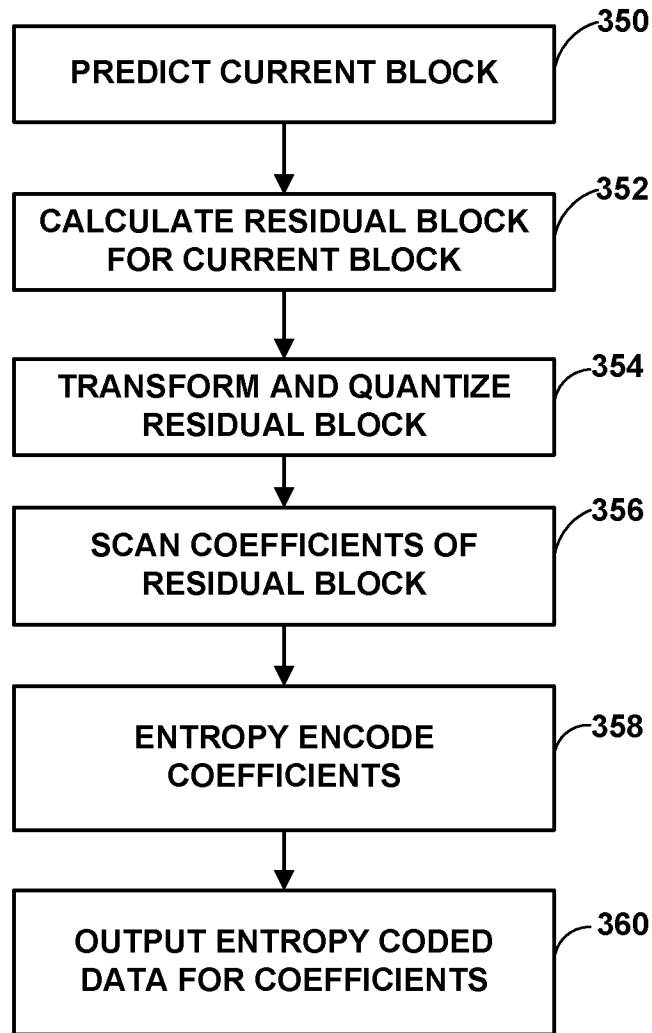 350
PREDICT CURRENT BLOCK
352
CALCULATE RESIDUAL BLOCK
FOR CURRENT BLOCK
354
TRANSFORM AND QUANTIZE
RESIDUAL BLOCK
356
SCAN COEFFICIENTS OF
RESIDUAL BLOCK
358
ENTROPY ENCODE
COEFFICIENTS
360
OUTPUT ENTROPY CODED
DATA FOR COEFFICIENTS